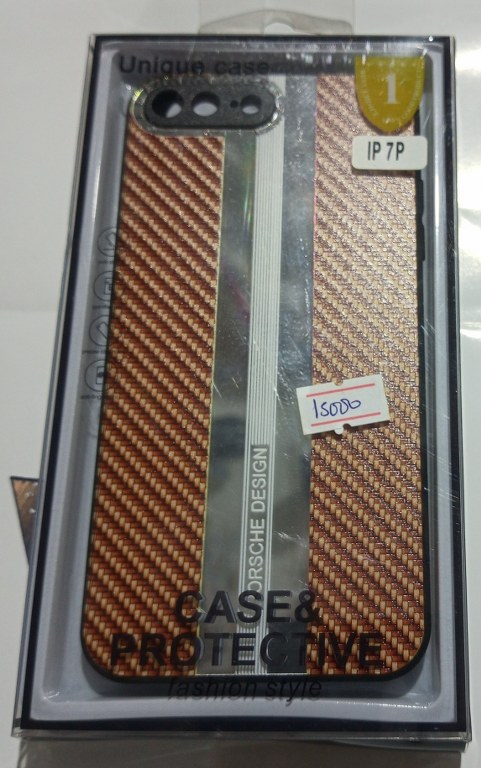 Unique case
1
IP 7P
15000
ORSCHE DESIGN
CASE&
PROTECTIVE
fashion style